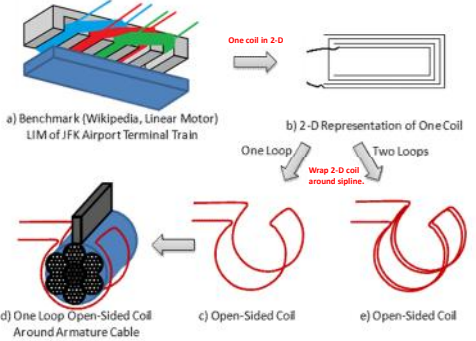 One coil in 2-D
a) Benchmark (Wikipedia, Linear Motor)
LIM of JFK Airport Terminal Train
b) 2-D Representation of One Coil
One Loop
Two Loops
Wrap 2-D coil
around sipline.
d) One Loop Open-Sided Coil
Around Armature Cable
c) Open-Sided Coil
e) Open-Sided Coil